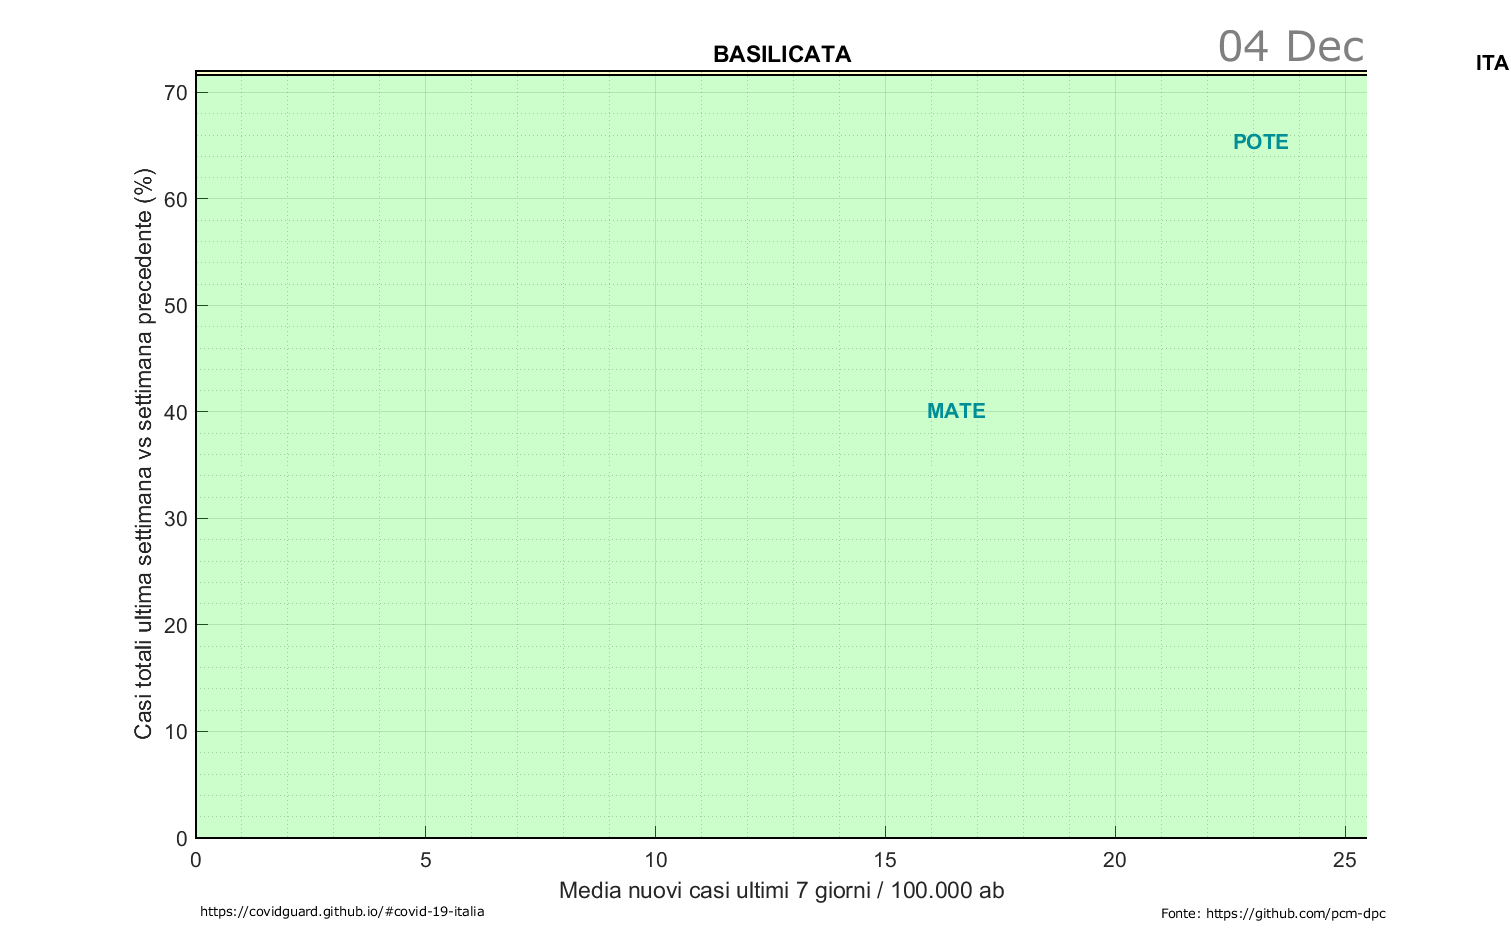 BASILICATA
04 Dec
ITA
70
60
50
40
30
20
10
0
POTE
MATE
Casi totali ultima settimana vs settimana precedente (%)
0 5 10 15 20 25
Media nuovi casi ultimi 7 giorni / 100.000 ab
https://covidguard.github.io/#covid-19-italia
Fonte: https://github.com/pcm-dpc